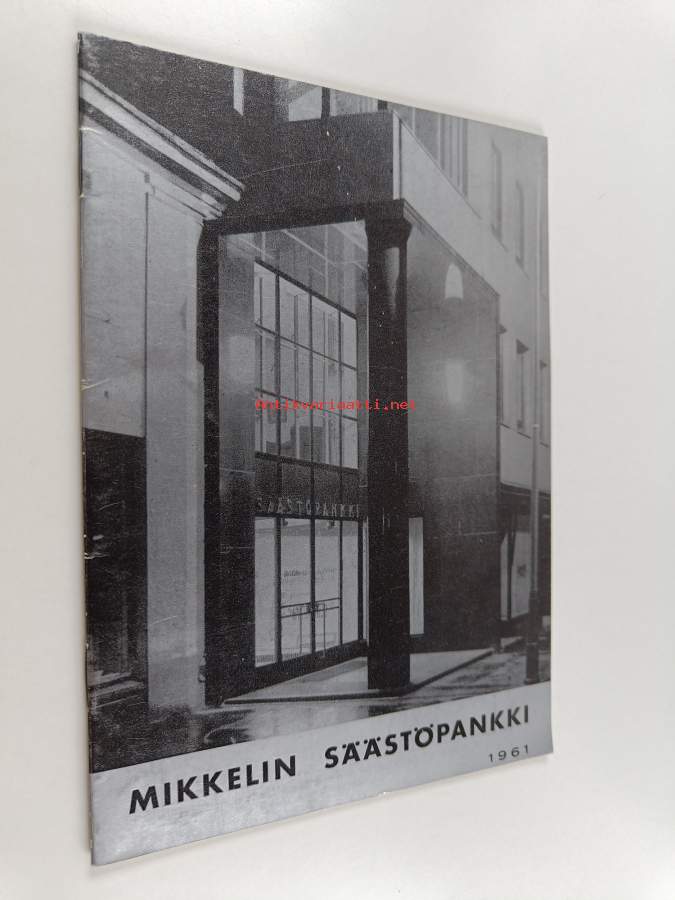 Antikvariaatti.net
SÄÄSTÖPANKKI
MIKKELIN SÄÄSTÖPANKKI
1961